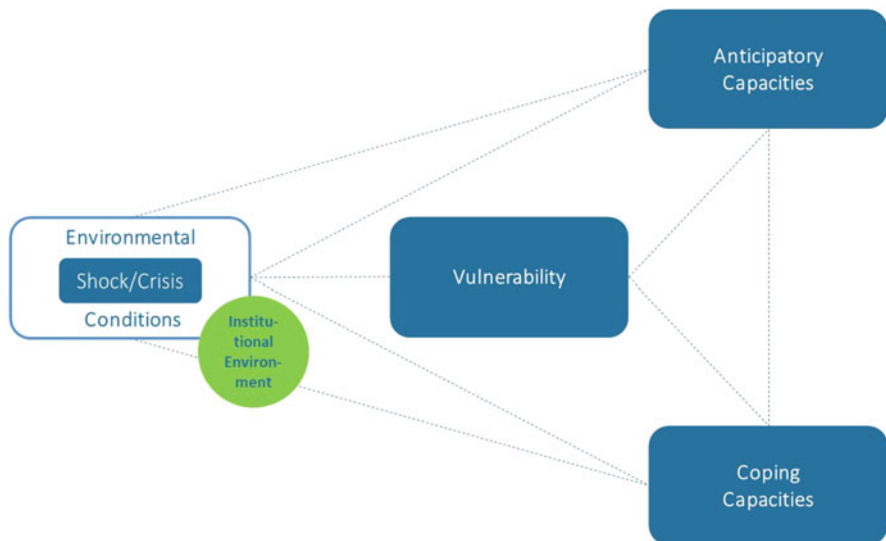 Anticipatory
Capacities
Environmental
Shock/Crisis
Conditions
Vulnerability
Institu-
tional
Environ-
ment
Coping
Capacities